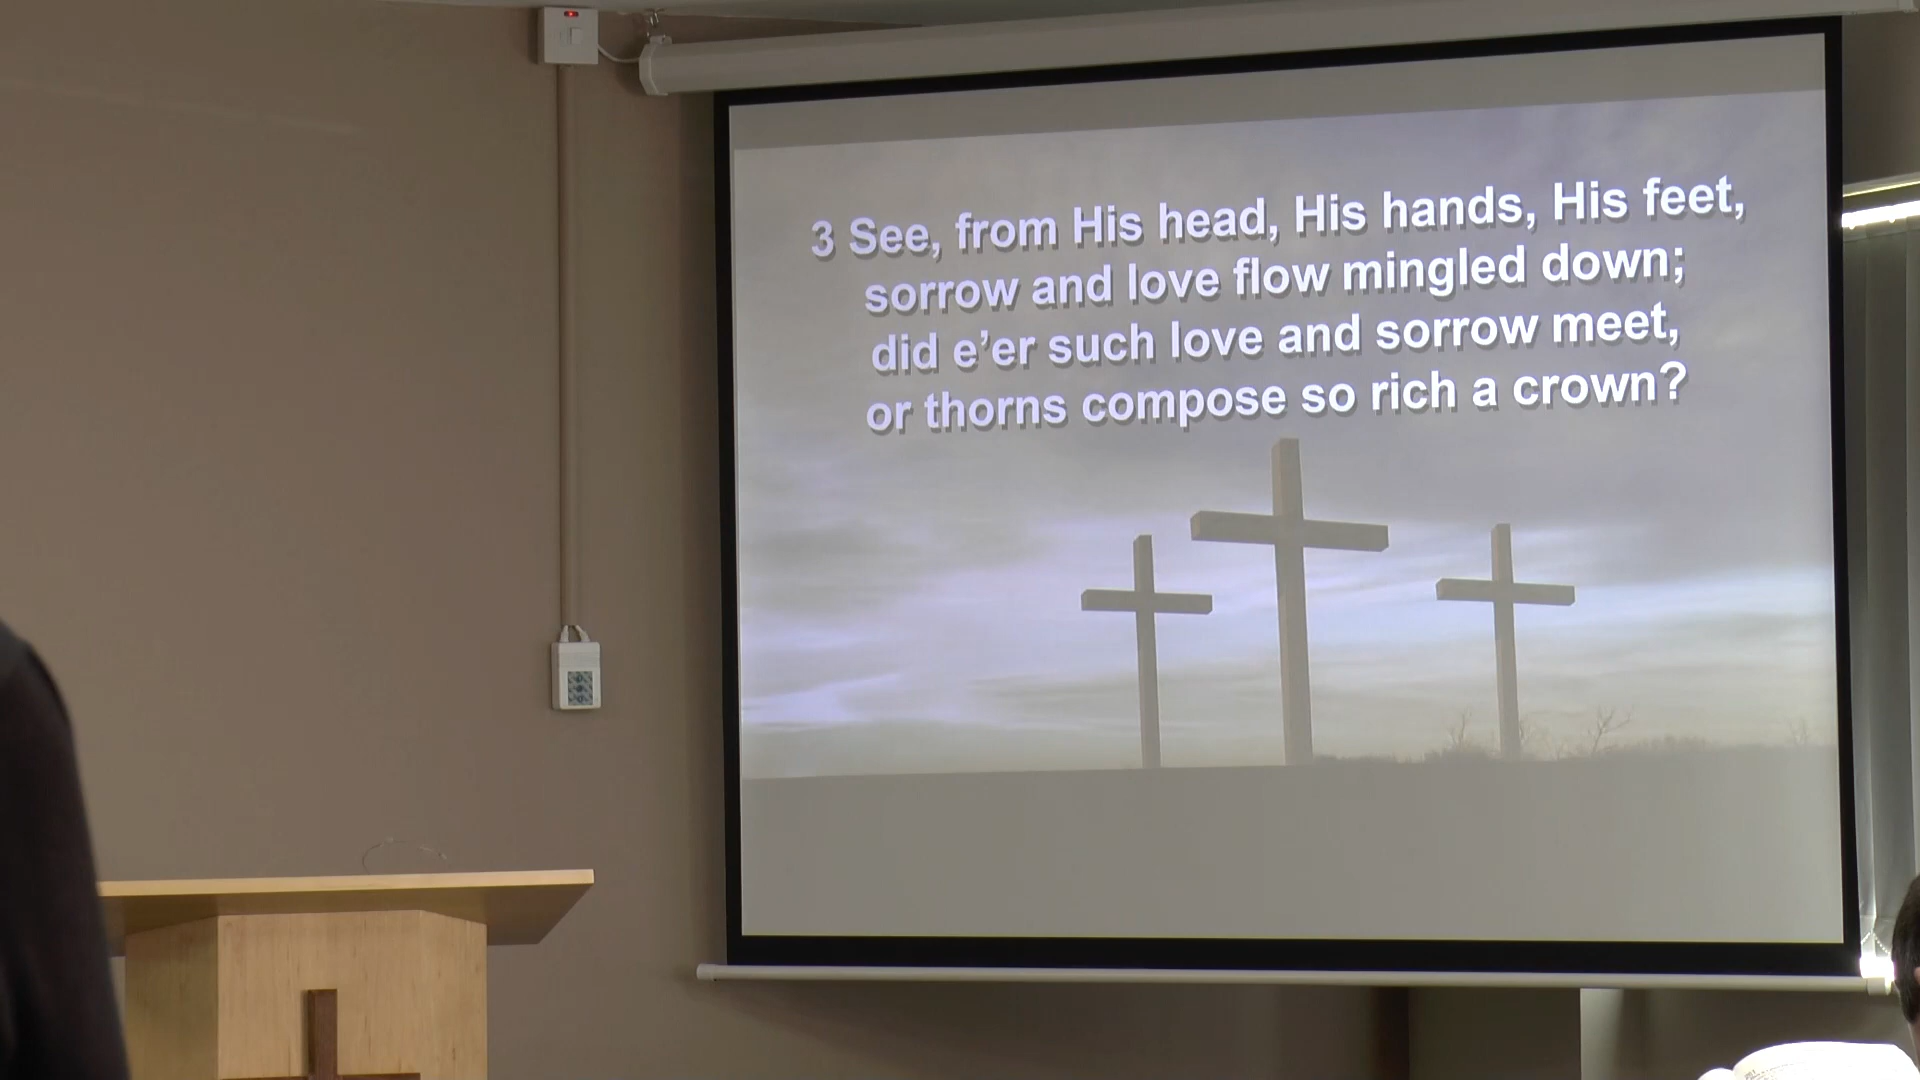 3 See, from His head, His hands, His feet,
sorrow and love flow mingled down;
did e’er such love and sorrow meet,
or thorns compose so rich a crown?